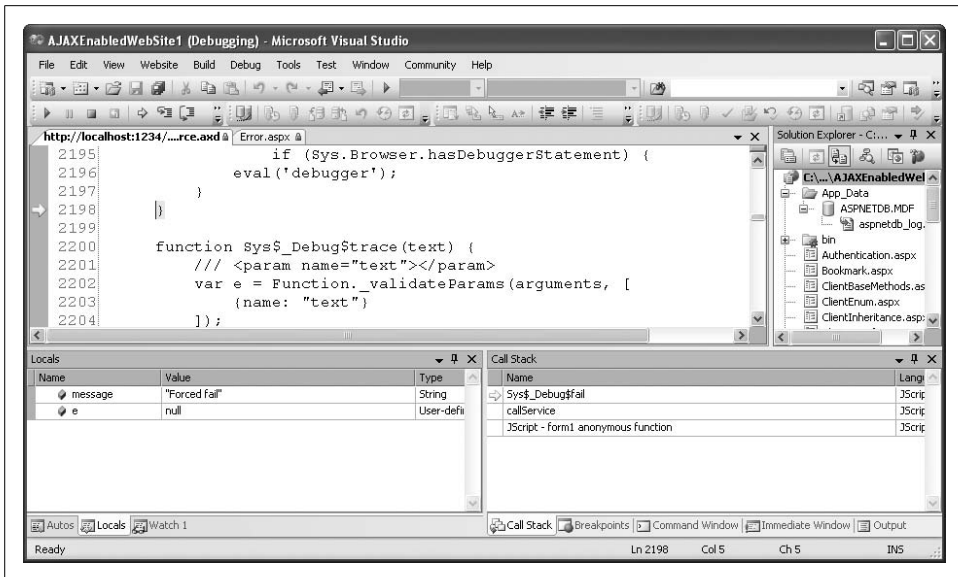 AJAXEnabledWebSite1 (Debugging) - Microsoft Visual Studio
File Edit View Website Build Debug Tools Test Window Community Help
http://localhost:1234/....rce.axd Error.aspx
Solution Explorer - C:...
2195 if (Sys.Browser.hasDebuggerStatement) {
2196 eval('debugger');
2197 }
2198 }
2199
2200 function Sys$_Debug$trace(text) {
2201 /// <param name="text"></param>
2202 var e = Function._validateParams(arguments, [
2203 {name: "text"}
2204 ]);
C:\...\AJAXEnabledWel
App_Data
ASPNETDB.MDF
aspnetdb_log.
bin
Authentication.aspx
Bookmark.aspx
ClientBaseMethods.as
ClientEnum.aspx
ClientInheritance.asp:
Locals
Name Value Type
message "Forced fail" String
e null User-defin
Call Stack
Name Lang
Sys$_Debug$fail JScrip
callService JScrip
JScript - form1 anonymous function JScrip
Autos Locals Watch 1
Call Stack Breakpoints Command Window Immediate Window Output
Ready Ln 2198 Col 5 Ch 5 INS